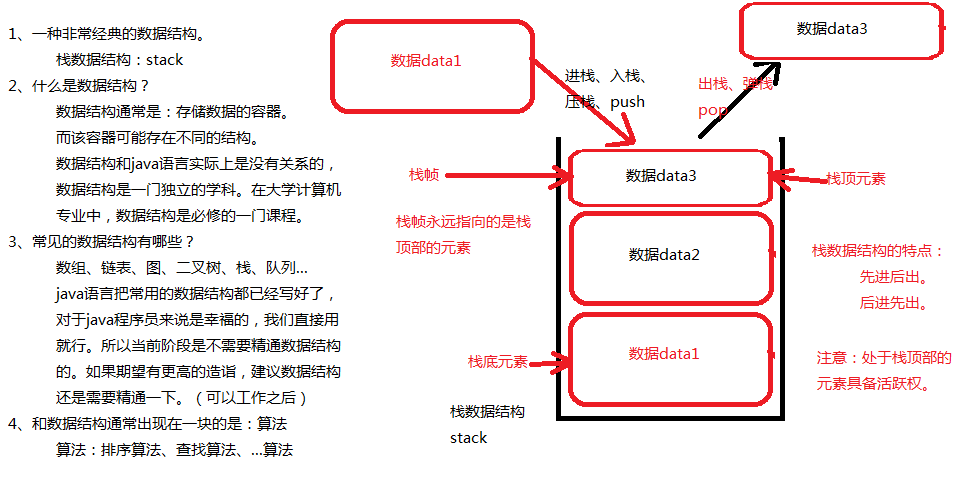 1、一种非常经典的数据结构。
栈数据结构：stack
2、什么是数据结构？
数据结构通常是：存储数据的容器。
而该容器可能存在不同的结构。
数据结构和java语言实际上是没有关系的，
数据结构是一门独立的学科。在大学计算机
专业中，数据结构是必修的一门课程。
3、常见的数据结构有哪些？
数组、链表、图、二叉树、栈、队列...
java语言把常用的数据结构都已经写好了，
对于java程序员来说是幸福的，我们直接用
就行。所以当前阶段是不需要精通数据结构
的。如果期望有更高的造诣，建议数据结构
还是需要精通一下。（可以工作之后）
4、和数据结构通常出现在一块的是：算法
算法：排序算法、查找算法、...算法
数据data1
数据data3
进栈、入栈、
压栈、push
出栈、弹栈
pop
栈帧
数据data3
栈顶元素
栈帧永远指向的是栈
顶部的元素
数据data2
栈数据结构的特点：
先进后出。
后进先出。
栈底元素
数据data1
注意：处于栈顶部的
元素具备活跃权。
栈数据结构
stack